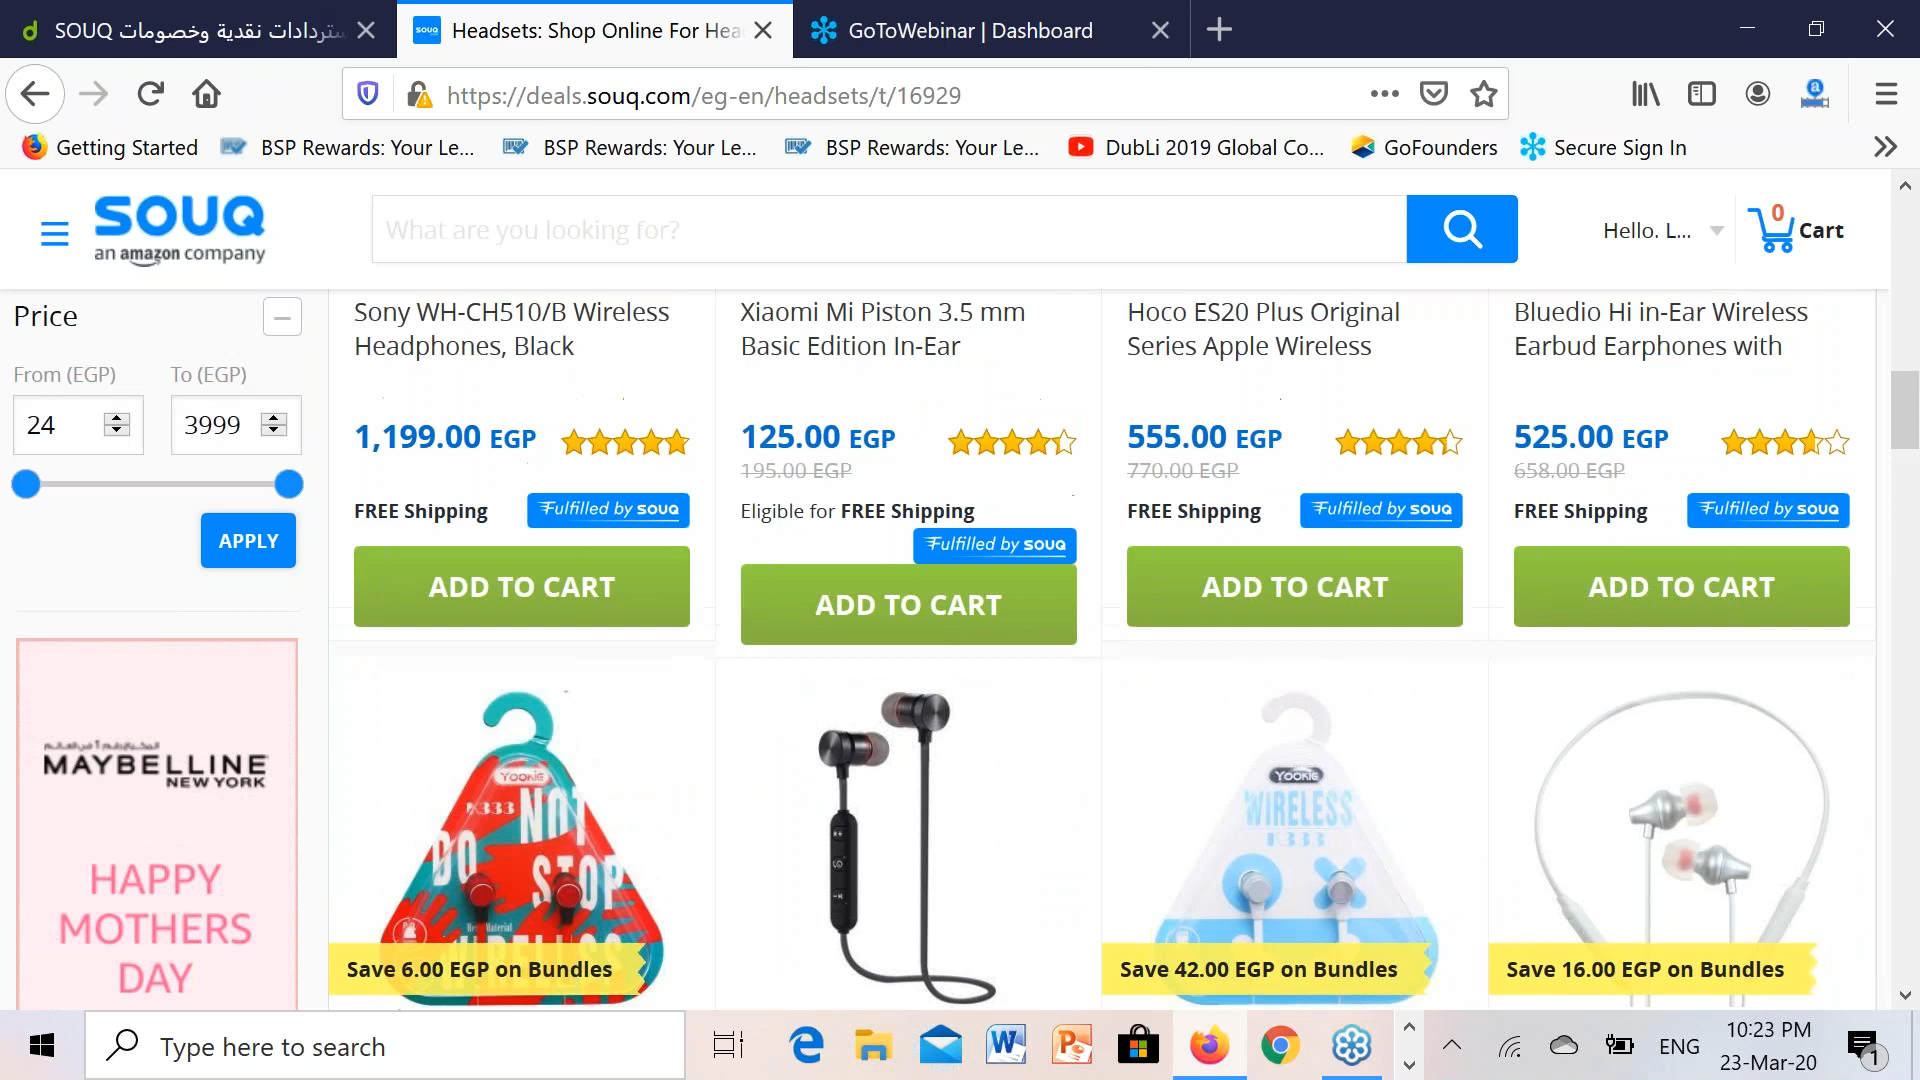 SOUQ ستردادات نقدية وخصومات
Headsets: Shop Online For Hea
GoToWebinar | Dashboard
https://deals.souq.com/eg-en/headsets/t/16929
Getting Started
BSP Rewards: Your Le...
BSP Rewards: Your Le...
BSP Rewards: Your Le...
DubLi 2019 Global Co...
GoFounders
Secure Sign In
SOUQ
an amazon company
What are you looking for?
Hello. L...
0
Cart
Price
From (EGP)
To (EGP)
24
3999
APPLY
Sony WH-CH510/B Wireless
Headphones, Black
1,199.00 EGP
FREE Shipping
Fulfilled by souq
ADD TO CART
Xiaomi Mi Piston 3.5 mm
Basic Edition In-Ear
125.00 EGP
195.00 EGP
Eligible for FREE Shipping
Fulfilled by souq
ADD TO CART
Hoco ES20 Plus Original
Series Apple Wireless
555.00 EGP
770.00 EGP
FREE Shipping
Fulfilled by souq
ADD TO CART
Bluedio Hi in-Ear Wireless
Earbud Earphones with
525.00 EGP
658.00 EGP
FREE Shipping
Fulfilled by souq
ADD TO CART
MAYBELLINE
NEW YORK
HAPPY
MOTHERS
DAY
YOOKIE
DO NOT
STOP
WIRELESS
Save 6.00 EGP on Bundles
YOOKIE
WIRELESS
Save 42.00 EGP on Bundles
Save 16.00 EGP on Bundles
Type here to search
ENG
10:23 PM
23-Mar-20
1